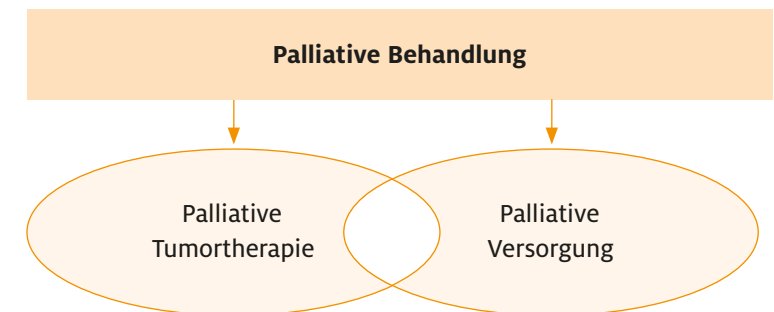 Palliative Behandlung
Palliative
Tumortherapie
Palliative
Versorgung